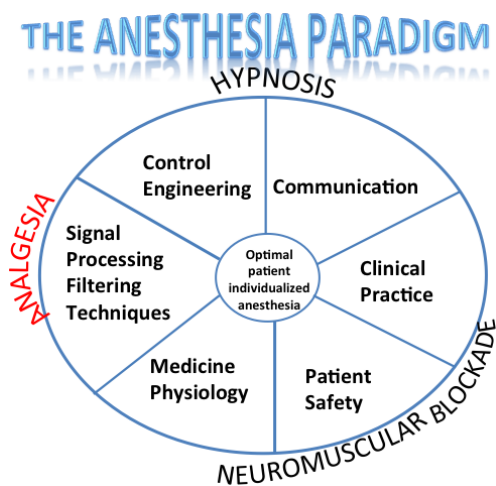 THE ANESTHESIA PARADIGM
HYPNOSIS
Control
Engineering
Communication
ANALGESIA
Signal
Processing
Filtering
Techniques
Optimal
patient
individualized
anesthesia
Clinical
Practice
Medicine
Physiology
Patient
Safety
NEUROMUSCULAR BLOCKADE